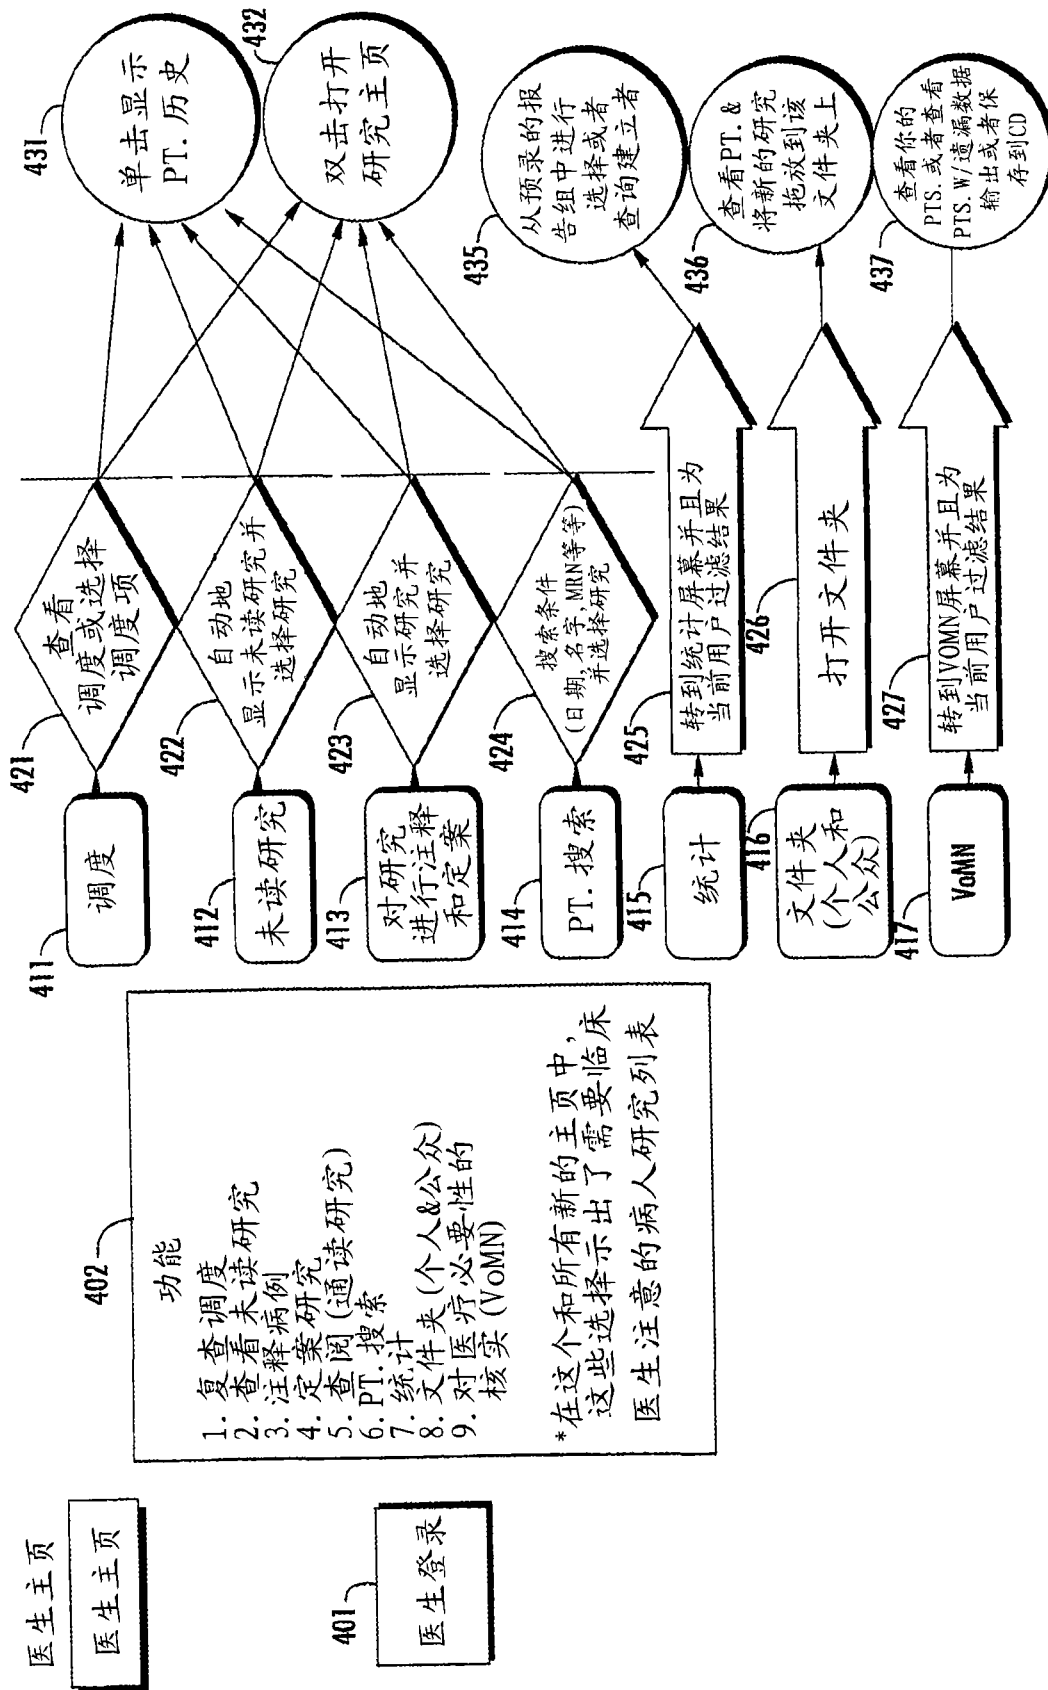 医生主页
医生主页
401
医生登录
402
功能
1. 复查调度
2. 查看未读研究
3. 注释病例
4. 定案研究
5. 查阅 (通读研究)
6. PT. 搜索
7. 统计
8. 文件夹 (个人&公众)
9. 对医疗必要性的
核实 (VoMN)
*在这个和所有新的主页中,
这些选择示出了需要临床
医生注意的病人研究列表
411
调度
412
未读研究
413
对研究
进行注释
和定案
414
PT. 搜索
415
统计
416
文件夹
(个人和
公众)
417
VoMN
421
查看
调度或选择
调度项
422
自动地
显示未读研究并
选择研究
423
自动地
显示研究并
选择研究
424
搜索条件
(日期,名字,MRN等等)
并选择研究
425
转到统计屏幕并且为
当前用户过滤结果
426
打开文件夹
427
转到VOMN屏幕并且为
当前用户过滤结果
431
单击显示
PT. 历史
432
双击打开
研究主页
435
从预录的报
告组中进行
选择或者
查询建立者
436
查看PT. &
将新的研究
拖放到该
文件夹上
437
查看你的
PTS. 或者查看
PTS. W/遗漏数据
输出或者保
存到CD